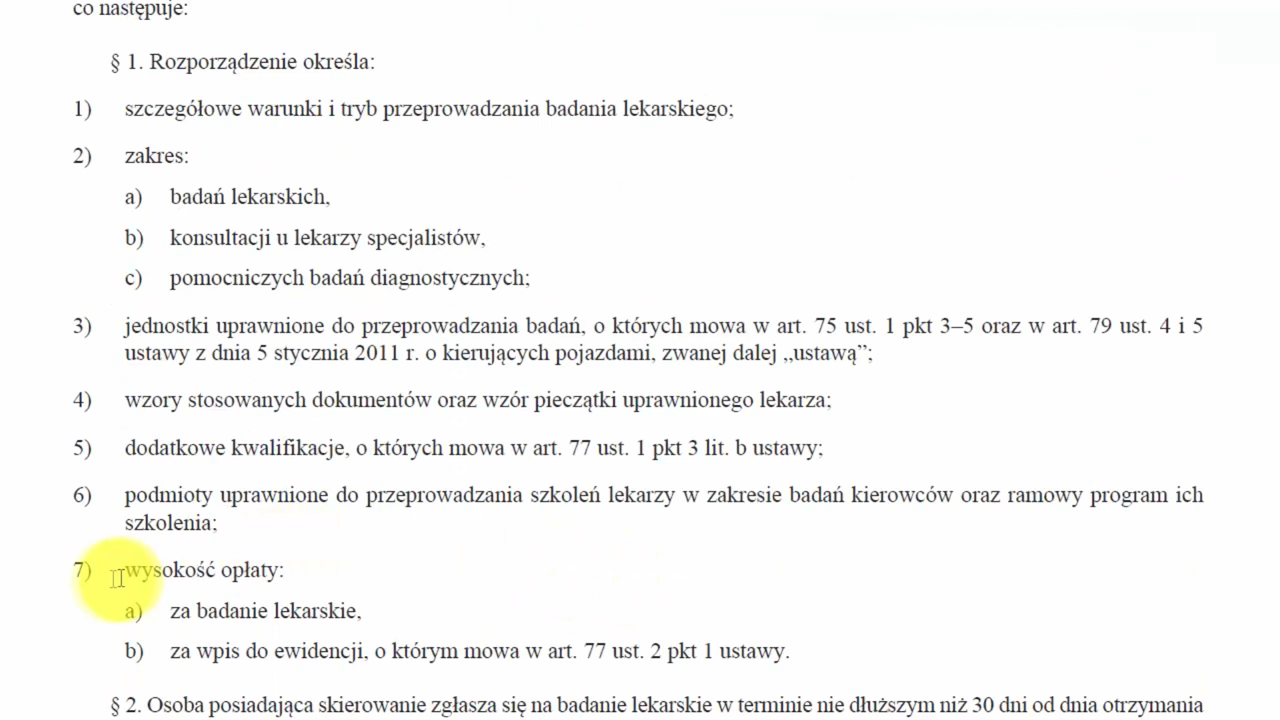 co następuje:
§ 1. Rozporządzenie określa:
1) szczegółowe warunki i tryb przeprowadzania badania lekarskiego;
2) zakres:
a) badań lekarskich,
b) konsultacji u lekarzy specjalistów,
c) pomocniczych badań diagnostycznych;
3) jednostki uprawnione do przeprowadzania badań, o których mowa w art. 75 ust. 1 pkt 3–5 oraz w art. 79 ust. 4 i 5
ustawy z dnia 5 stycznia 2011 r. o kierujących pojazdami, zwanej dalej „ustawą”;
4) wzory stosowanych dokumentów oraz wzór pieczątki uprawnionego lekarza;
5) dodatkowe kwalifikacje, o których mowa w art. 77 ust. 1 pkt 3 lit. b ustawy;
6) podmioty uprawnione do przeprowadzania szkoleń lekarzy w zakresie badań kierowców oraz ramowy program ich
szkolenia;
7) wysokość opłaty:
a) za badanie lekarskie,
b) za wpis do ewidencji, o którym mowa w art. 77 ust. 2 pkt 1 ustawy.
§ 2. Osoba posiadająca skierowanie zgłasza się na badanie lekarskie w terminie nie dłuższym niż 30 dni od dnia otrzymania